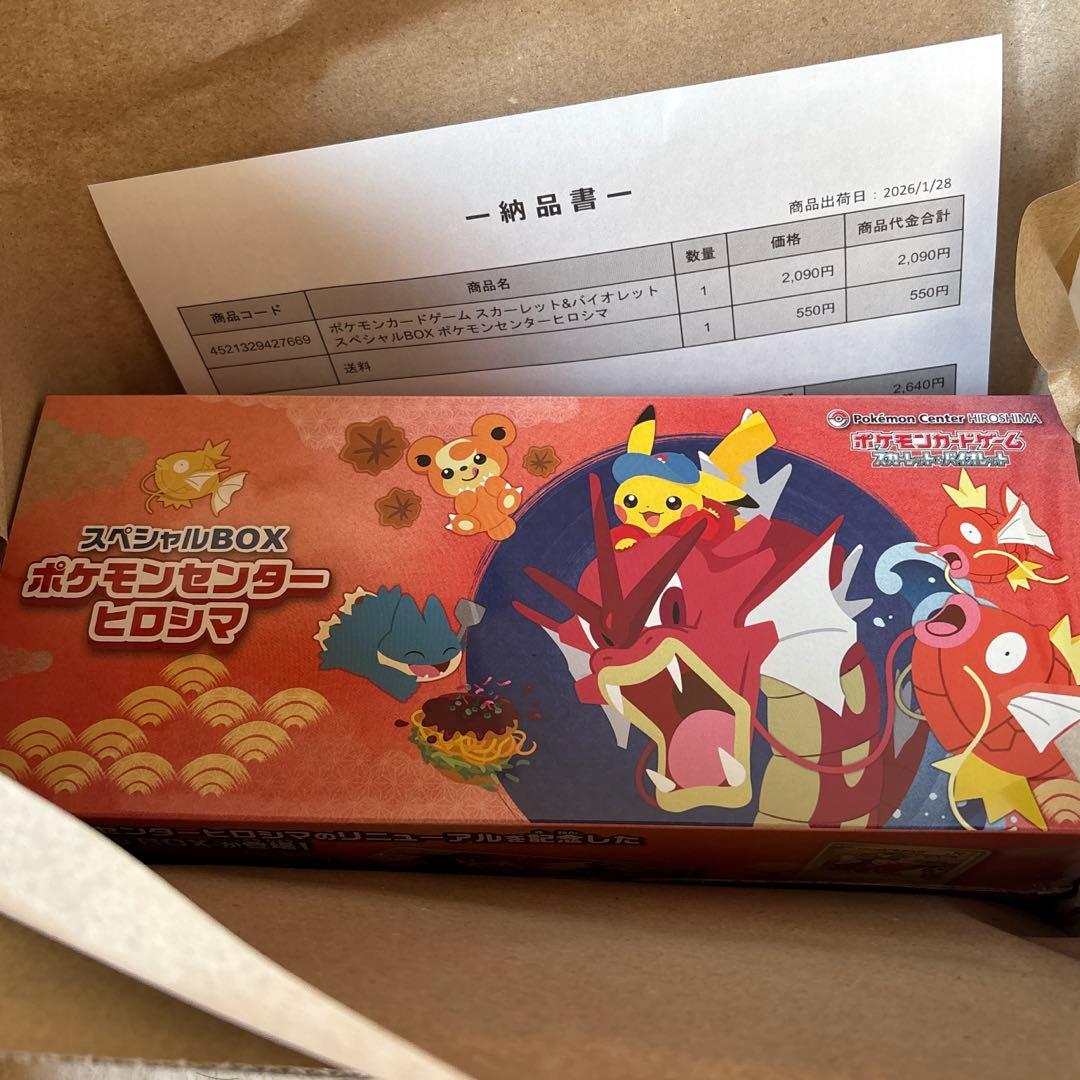 ー納品書ー
商品出荷日：2026/1/28
商品コード 商品名 数量 価格 商品代金合計
4521329427669 ポケモンカードゲーム スカーレット&バイオレット
スペシャルBOX ポケモンセンターヒロシマ 1 2,090円 2,090円
送料 1 550円 550円
2,640円
Pokémon Center HIROSHIMA
ポケモンカードゲーム
スカーレット&バイオレット
スペシャルBOX
ポケモンセンター
ヒロシマ
センターヒロシマのリニューアルを記念した
BOXが登場！